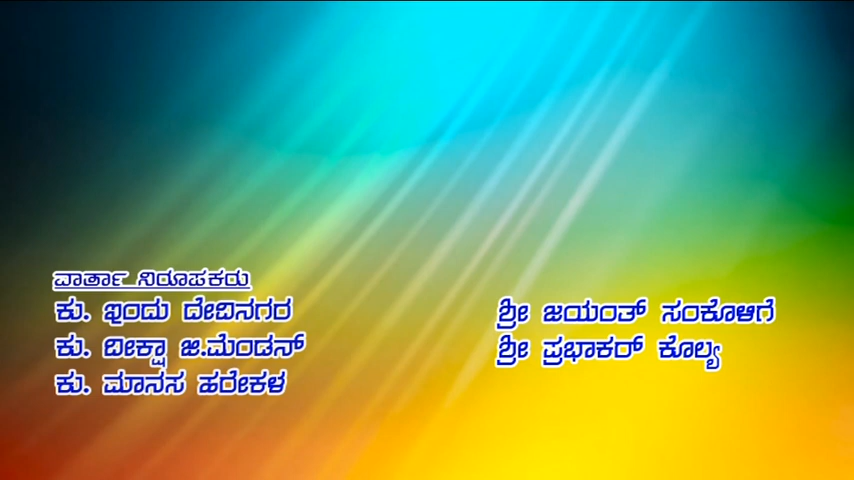 ವಾರ್ತಾ ನಿರೂಪಕರು
ಕು. ಇಂದು ದೇವಿನಗರ
ಕು. ದೀಕ್ಷಾ ಜಿ.ಮೆಂಡನ್
ಕು. ಮಾನಸ ಹರೇಕಳ
ಶ್ರೀ ಜಯಂತ್ ಸಂಕೊಳಿಗೆ
ಶ್ರೀ ಪ್ರಭಾಕರ್ ಕೊಲ್ಯ